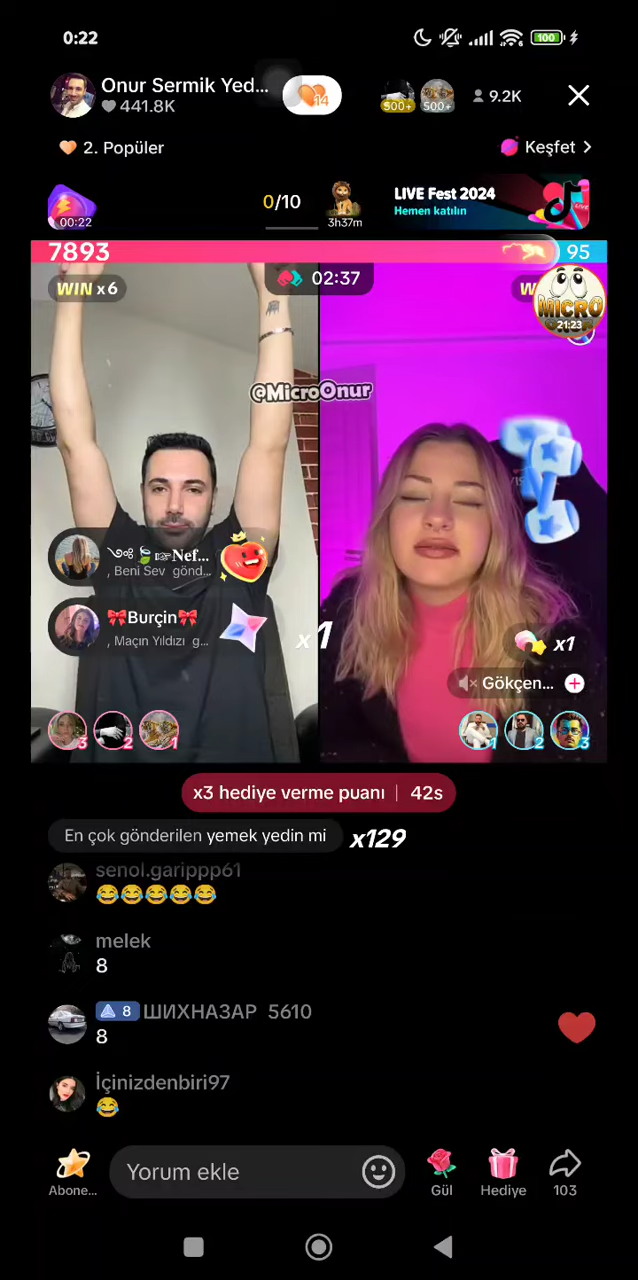 0:22
100
Onur Sermik Yed...
441.8K
14
500+
500+
9.2K
2. Popüler
Keşfet
00:22
0/10
3h37m
LIVE Fest 2024
Hemen katılın
LIVE
7893
95
WIN x6
02:37
W
MICRO
21:23
@MicroOnur
Nef...
, Beni Sev gönd...
🎀Burçin🎀
, Maçın Yıldızı g...
x1
x1
Gökçen...
3
2
1
1
2
3
x3 hediye verme puanı | 42s
En çok gönderilen yemek yedin mi x129
senol.garippp61
😂😂😂😂😂
melek
8
8 ШИХНАЗАР 5610
8
İçinizdenbiri97
😂
Yorum ekle
Abone...
Gül
Hediye
103